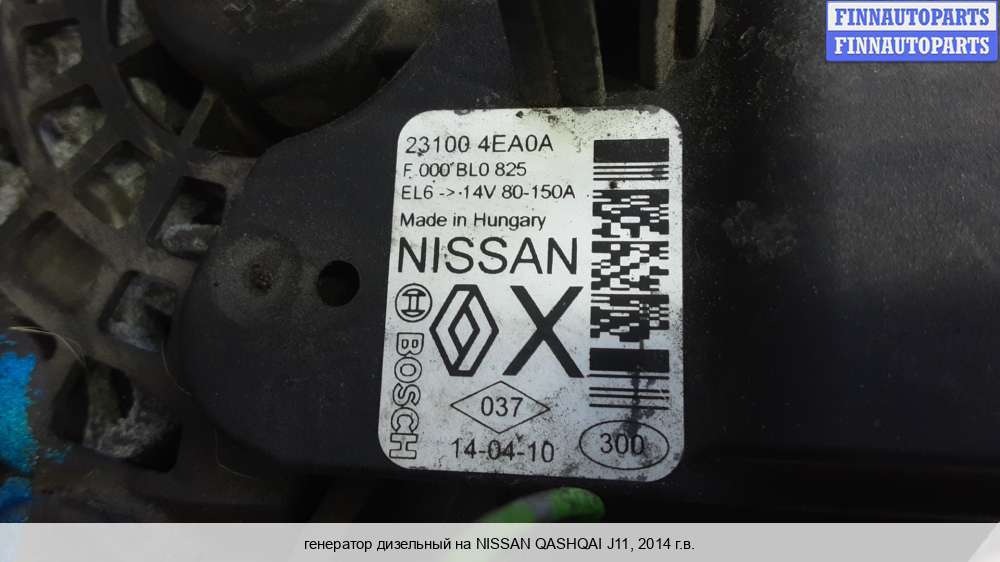 FINNAUTOPARTS
FINNAUTOPARTS
23100 4EA0A
F 000 BL0 825
EL6 -> 14V 80-150A
Made in Hungary
NISSAN
X
BOSCH
037
14-04-10
300
генератор дизельный на NISSAN QASHQAI J11, 2014 г.в.